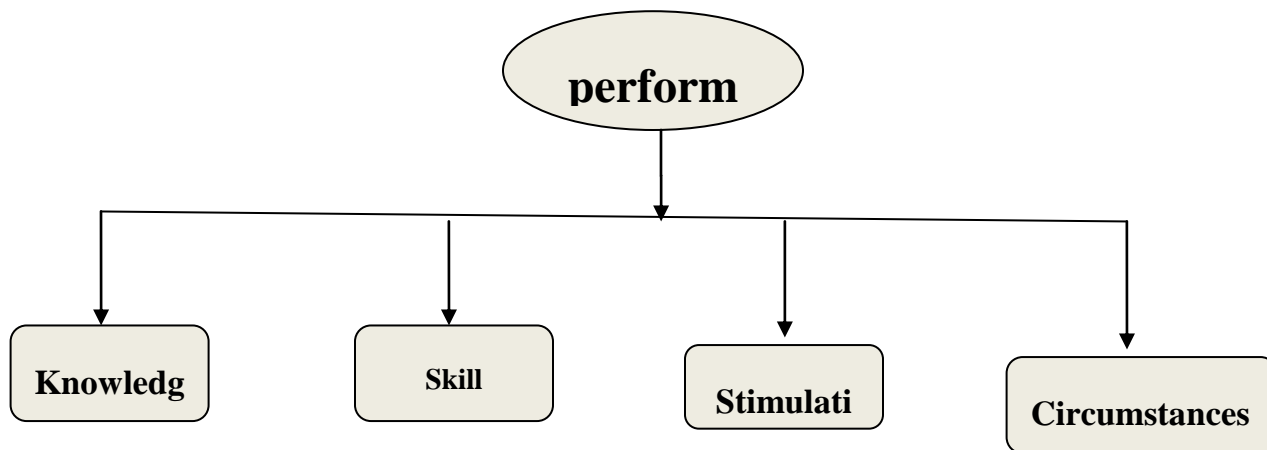 perform
Knowledg
Skill
Stimulati
Circumstances